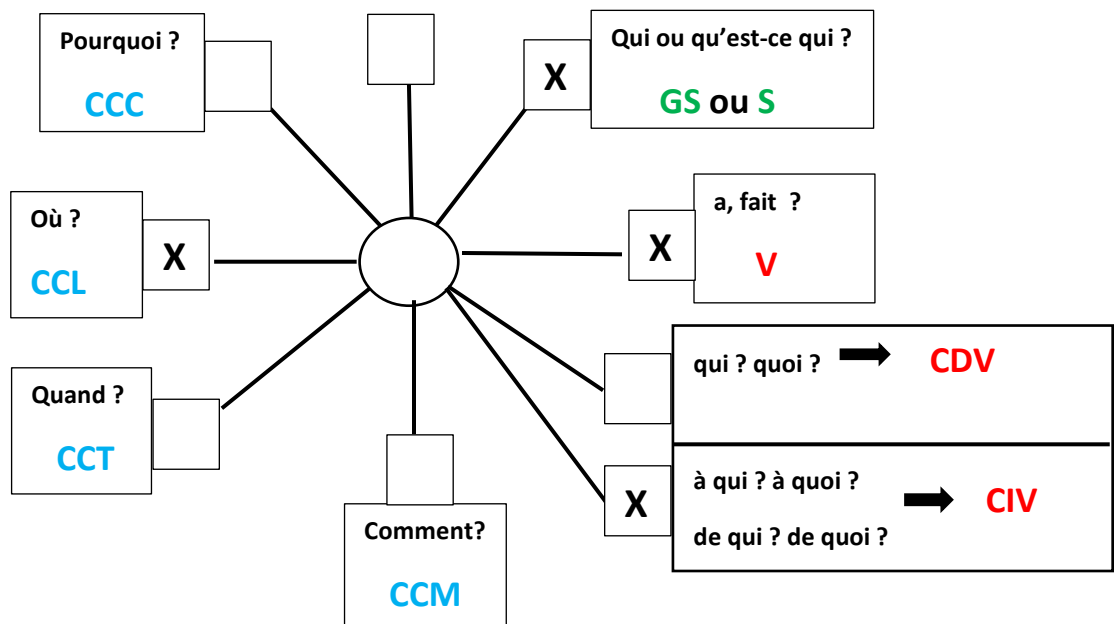 Pourquoi ?
CCC
X
Qui ou qu’est-ce qui ?
GS ou S
Où ?
CCL
X
X
a, fait ?
V
Quand ?
CCT
qui ? quoi ? CDV
X
à qui ? à quoi ?
de qui ? de quoi ?
CIV
Comment?
CCM